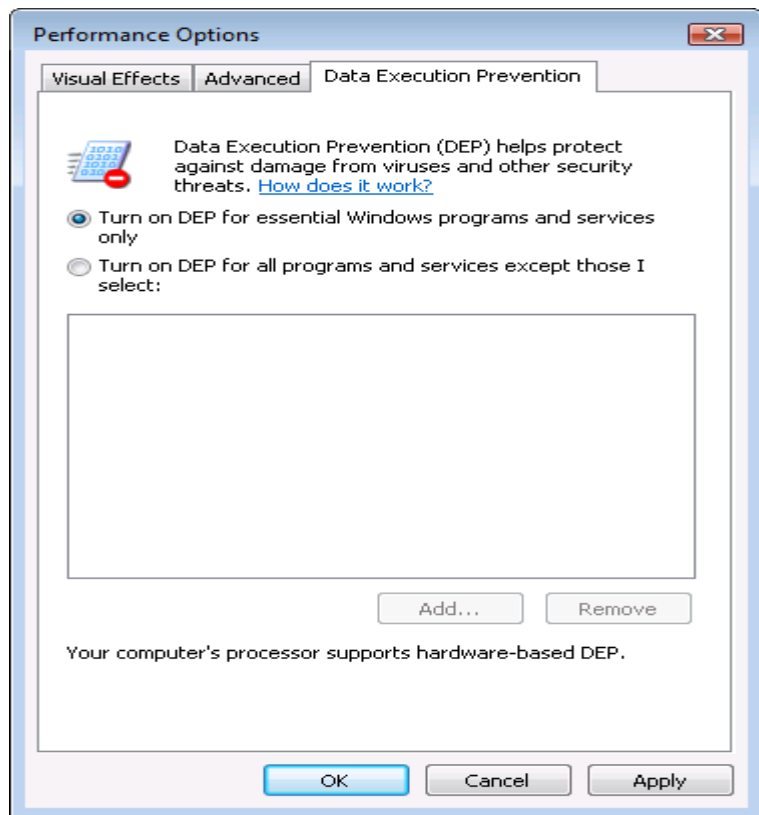 Performance Options
Visual Effects
Advanced
Data Execution Prevention
1010
0101
1010
Data Execution Prevention (DEP) helps protect
against damage from viruses and other security
threats. How does it work?
Turn on DEP for essential Windows programs and services
only
Turn on DEP for all programs and services except those I
select:
Add...
Remove
Your computer's processor supports hardware-based DEP.
OK
Cancel
Apply